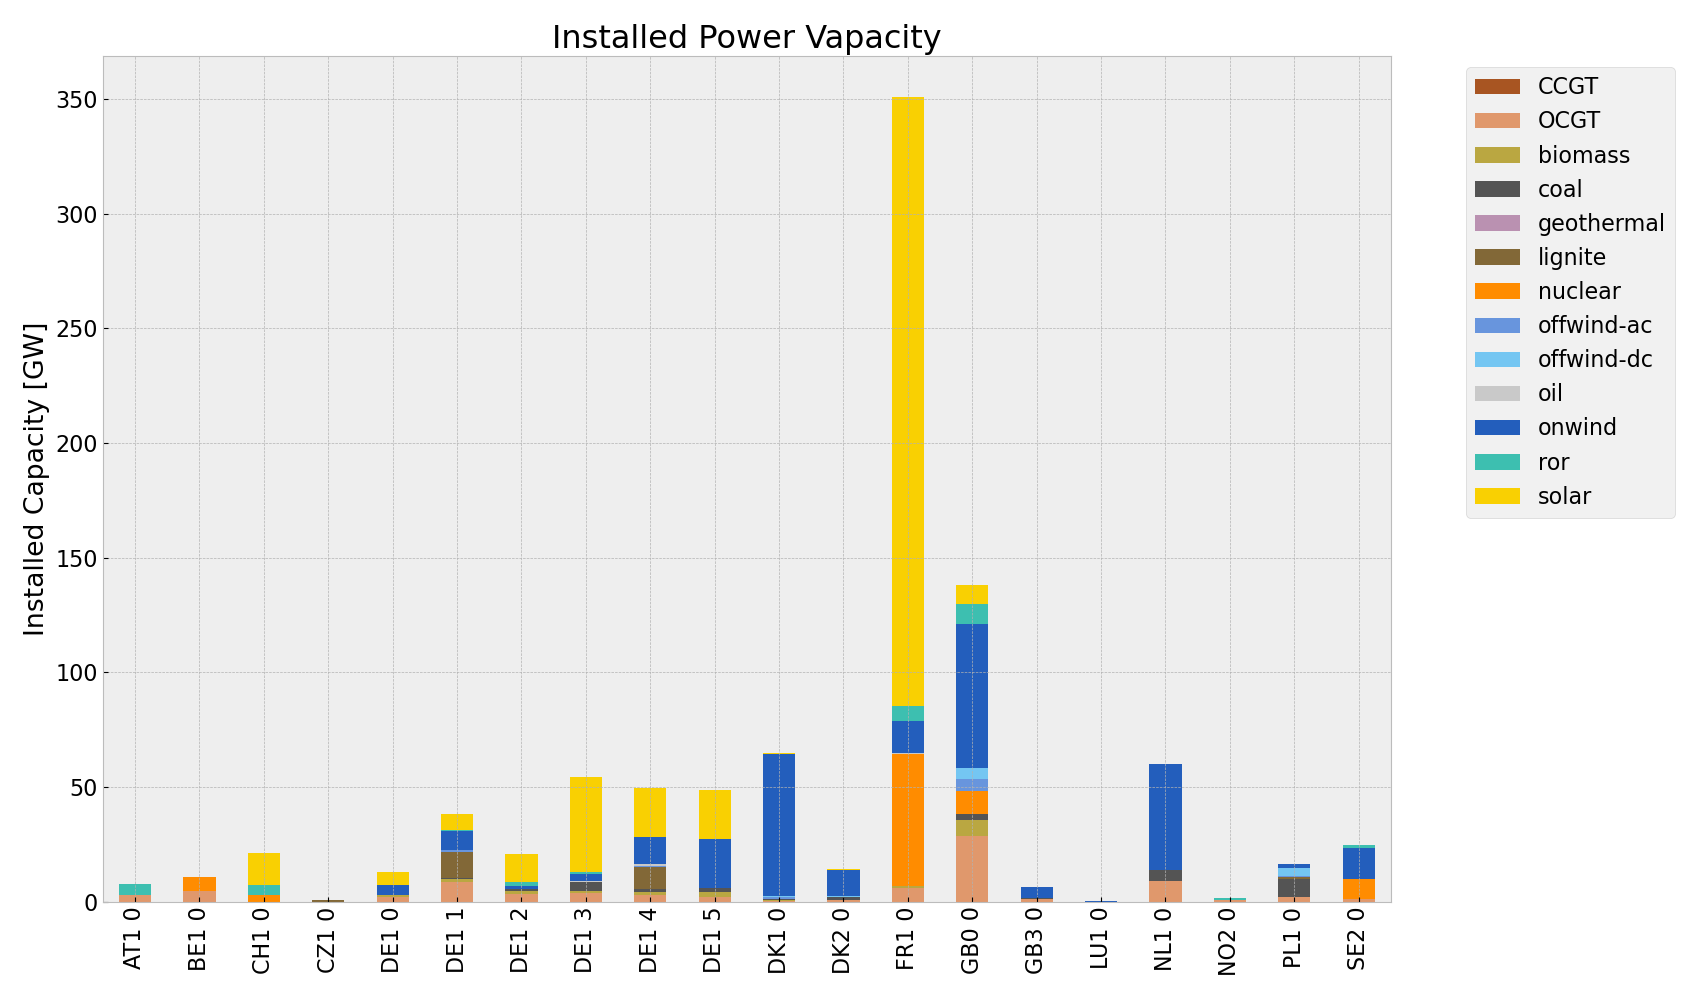 Installed Power Vapacity
Installed Capacity [GW]
350
300
250
200
150
100
50
0
AT1 0
BE1 0
CH1 0
CZ1 0
DE1 0
DE1 1
DE1 2
DE1 3
DE1 4
DE1 5
DK1 0
DK2 0
FR1 0
GB0 0
GB3 0
LU1 0
NL1 0
NO2 0
PL1 0
SE2 0
CCGT
OCGT
biomass
coal
geothermal
lignite
nuclear
offwind-ac
offwind-dc
oil
onwind
ror
solar